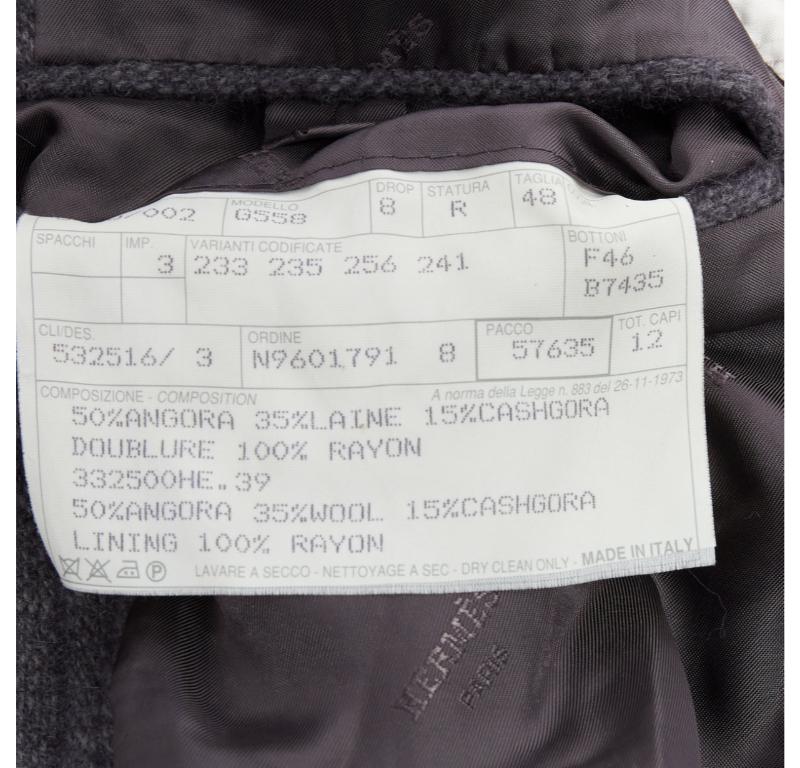 HERMÈS
MODELLO DROP STATURA TAGLIA
G558 8 R 48
SPACCHI IMP. VARIANTI CODIFICATE BOTTONI
3 233 235 256 241 F46
B7435
CLI/DES. ORDINE PACCO TOT. CAPI
532516/ 3 N9601791 8 57635 12
COMPOSIZIONE - COMPOSITION A norma della Legge n. 883 del 26-11-1973
50%ANGORA 35%LAINE 15%CASHGORA
DOUBLURE 100% RAYON
332500HE.39
50%ANGORA 35%WOOL 15%CASHGORA
LINING 100% RAYON
P LAVARE A SECCO - NETTOYAGE A SEC - DRY CLEAN ONLY - MADE IN ITALY
HERMÈS
PARIS